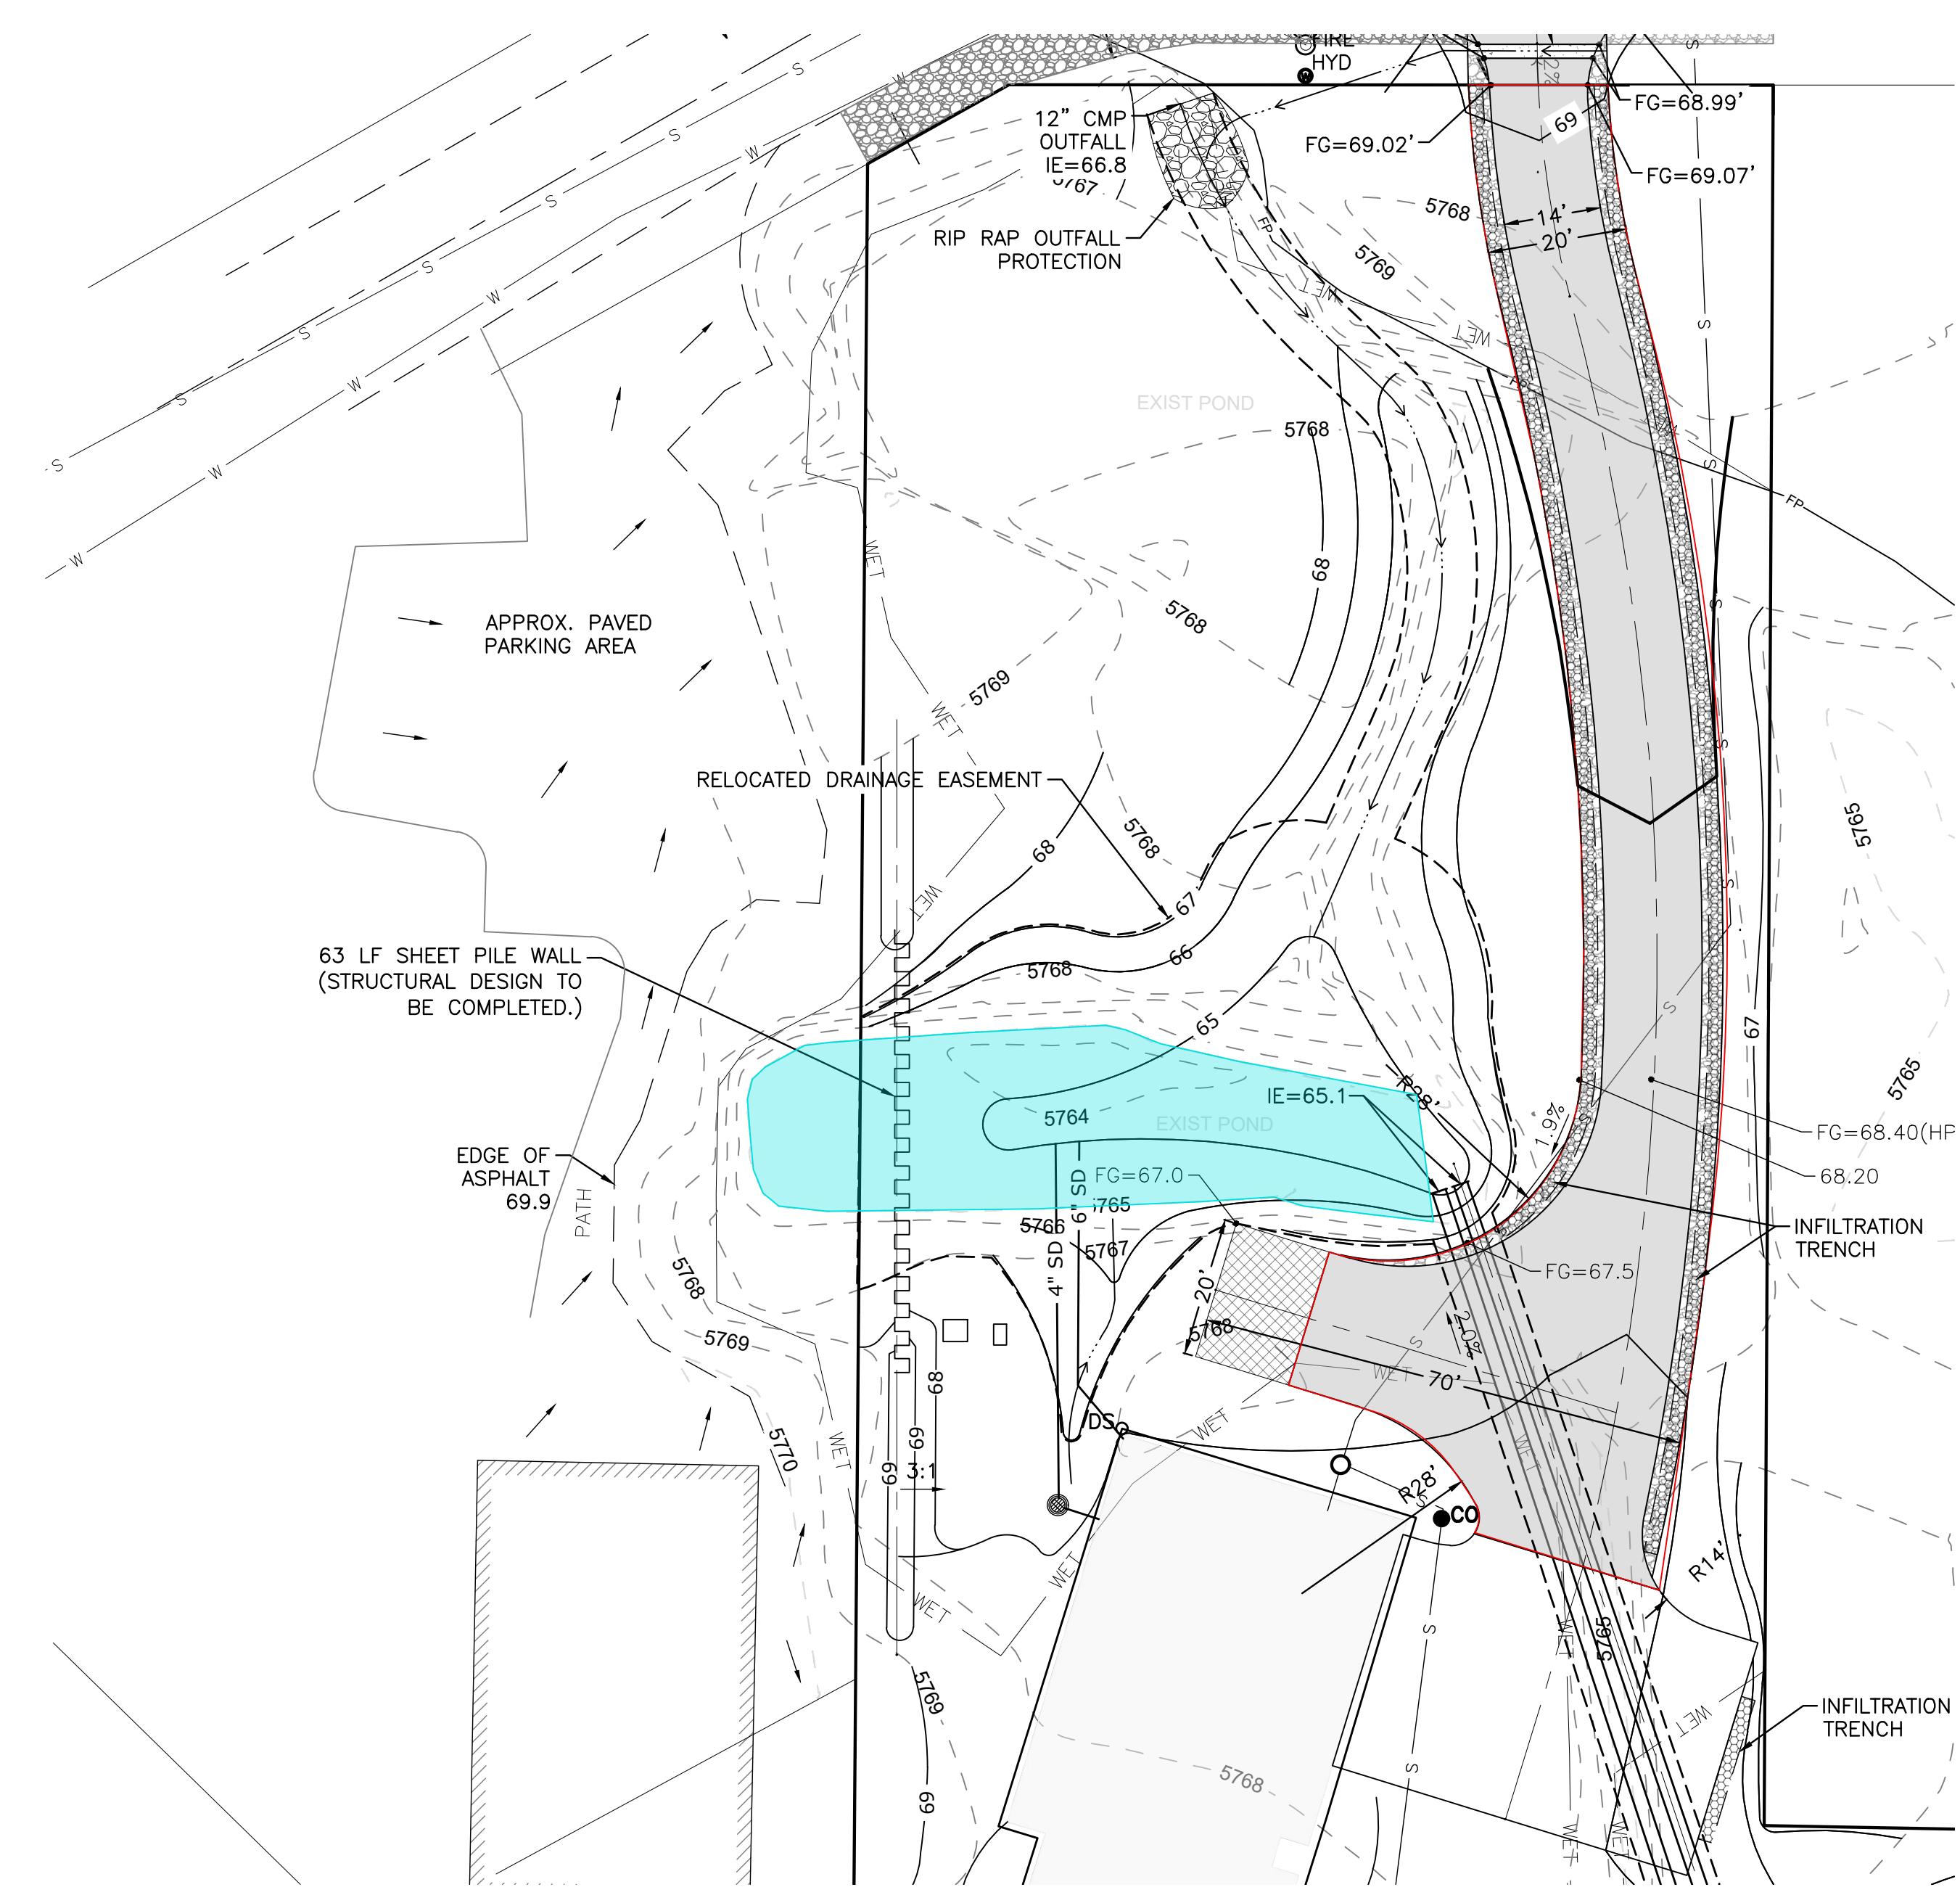 FIRE
HYD
12" CMP
OUTFALL
IE=66.8
5767
RIP RAP OUTFALL
PROTECTION
FG=69.02'
FG=68.99'
FG=69.07'
69
2%
14'
20'
5768
5769
S
W
FP
WET
EXIST POND
5768
68
5768
5769
APPROX. PAVED
PARKING AREA
RELOCATED DRAINAGE EASEMENT
68
5768
67
66
5768
65
63 LF SHEET PILE WALL
(STRUCTURAL DESIGN TO
BE COMPLETED.)
5765
67
5765
IE=65.1
R28'
1.9%
5764
EXIST POND
FG=67.0
FG=68.40(HP
68.20
INFILTRATION
TRENCH
FG=67.5
EDGE OF
ASPHALT
69.9
PATH
5765
5766
5767
4" SD
6" SD
20'
5768
2.0%
70'
5768
5769
68
69
69
3:1
DS
5770
R28'
CO
R14'
5765
5769
69
5768
INFILTRATION
TRENCH